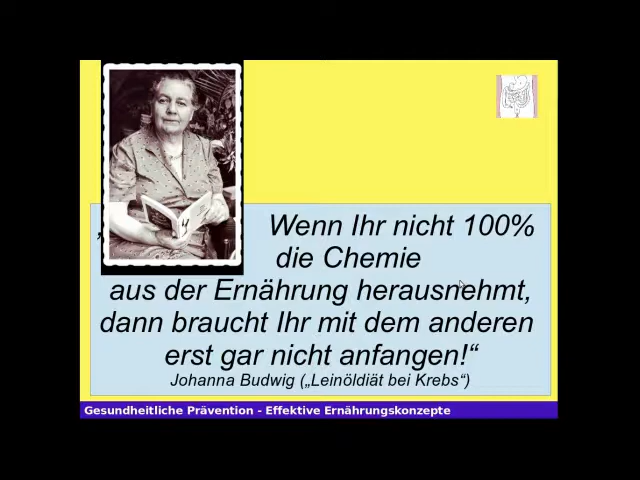 „ Wenn Ihr nicht 100%
die Chemie
aus der Ernährung herausnehmt,
dann braucht Ihr mit dem anderen
erst gar nicht anfangen!“
Johanna Budwig („Leinöldiät bei Krebs“)
Gesundheitliche Prävention - Effektive Ernährungskonzepte